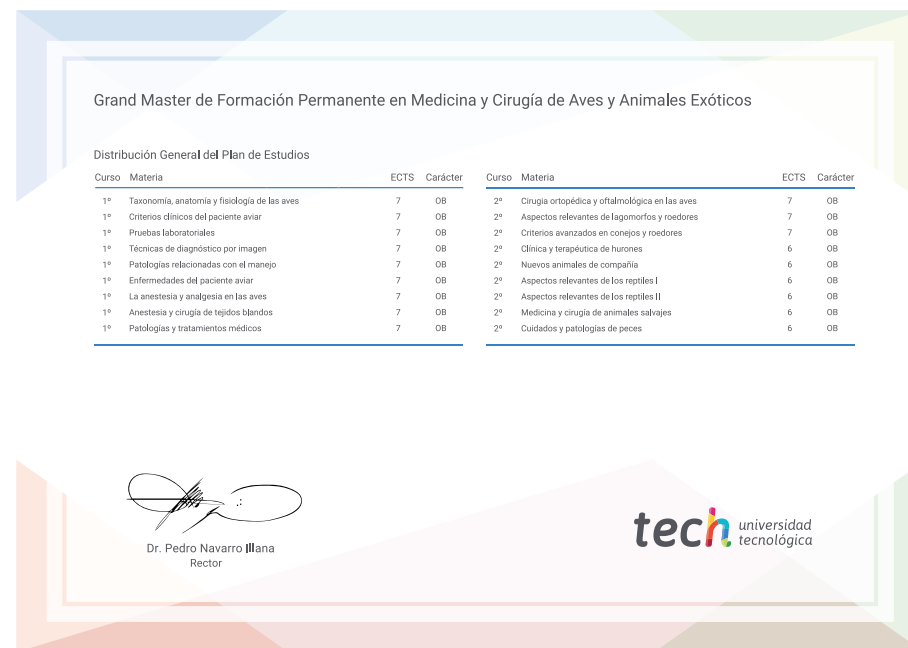 Grand Master de Formación Permanente en Medicina y Cirugía de Aves y Animales Exóticos
Distribución General del Plan de Estudios
Curso Materia ECTS Carácter
1º Taxonomía, anatomía y fisiología de las aves 7 OB
1º Criterios clínicos del paciente aviar 7 OB
1º Pruebas laboratoriales 7 OB
1º Técnicas de diagnóstico por imagen 7 OB
1º Patologías relacionadas con el manejo 7 OB
1º Enfermedades del paciente aviar 7 OB
1º La anestesia y analgesia en las aves 7 OB
1º Anestesia y cirugía de tejidos blandos 7 OB
1º Patologías y tratamientos médicos 7 OB
Curso Materia ECTS Carácter
2º Cirugia ortopédica y oftalmológica en las aves 7 OB
2º Aspectos relevantes de lagomorfos y roedores 7 OB
2º Criterios avanzados en conejos y roedores 7 OB
2º Clínica y terapéutica de hurones 6 OB
2º Nuevos animales de compañía 6 OB
2º Aspectos relevantes de los reptiles I 6 OB
2º Aspectos relevantes de los reptiles II 6 OB
2º Medicina y cirugía de animales salvajes 6 OB
2º Cuidados y patologías de peces 6 OB
Dr. Pedro Navarro Illana
Rector
tech universidad
tecnológica